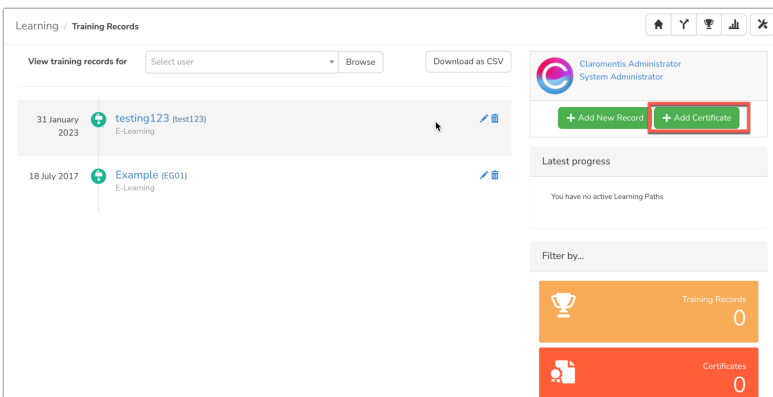 Learning / Training Records
View training records for
Select user
Browse
Download as CSV
31 January
2023
testing123 (test123)
E-Learning
18 July 2017
Example (EG01)
E-Learning
Claromentis Administrator
System Administrator
+ Add New Record
+ Add Certificate
Latest progress
You have no active Learning Paths
Filter by...
Training Records
0
Certificates
0